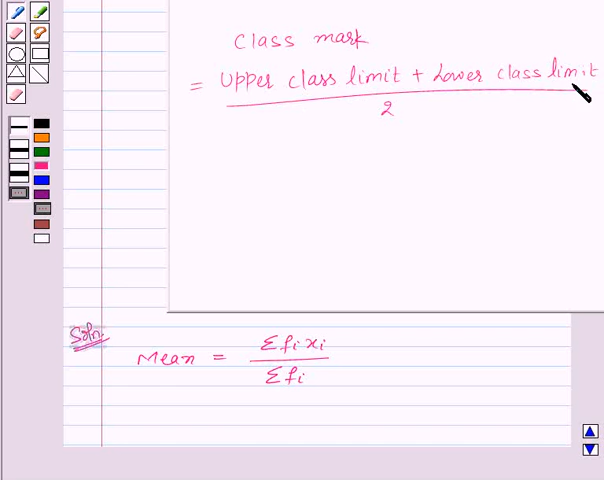 Class mark
= Upper class limit + Lower class limit
2
Soln.
Mean = Σfixi
Σfi